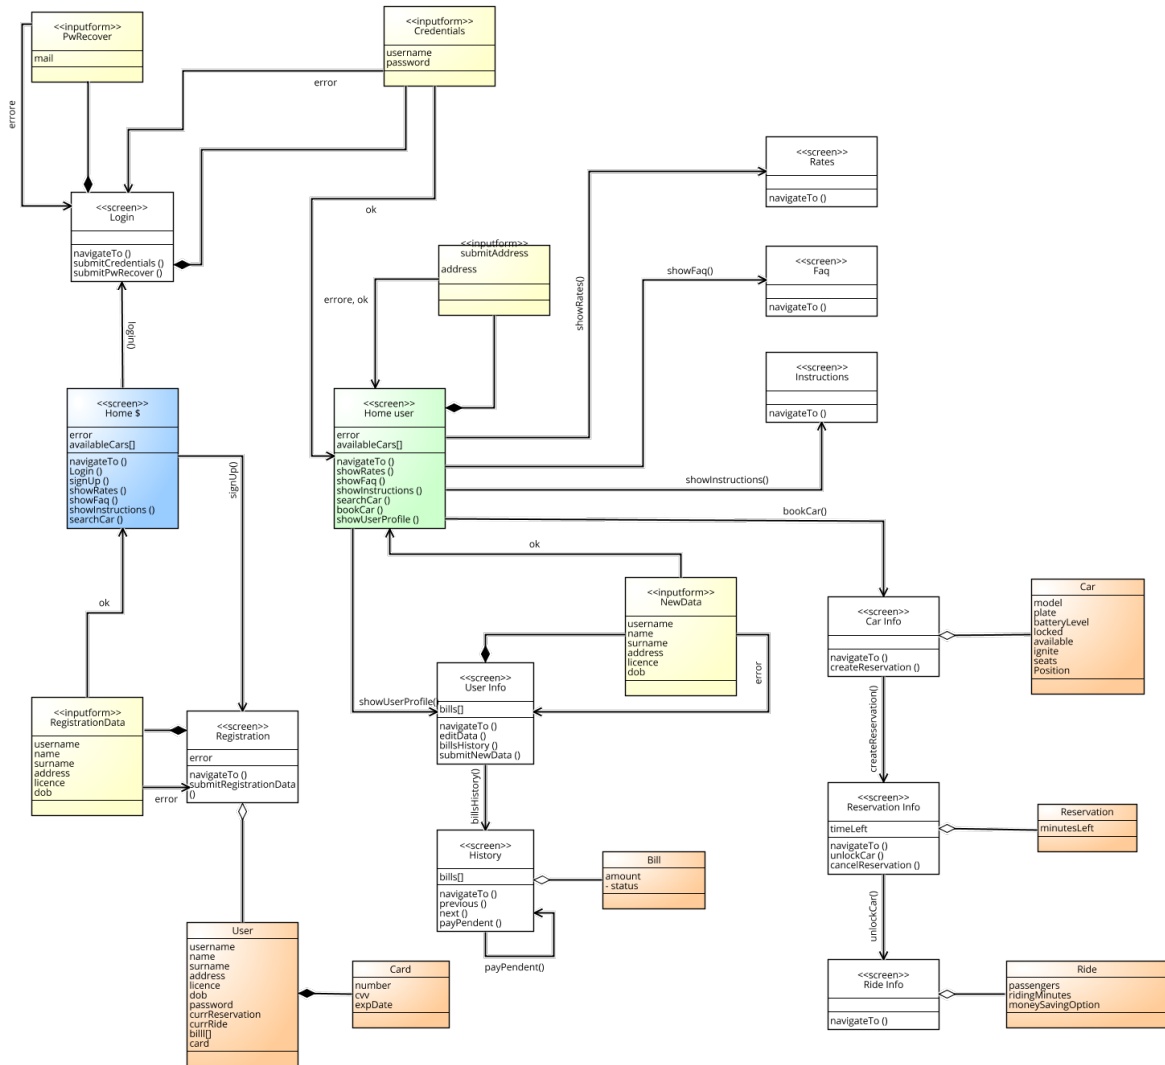 <<inputform>>
PwRecover
mail
errore
<<inputform>>
Credentials
username
password
error
ok
<<screen>>
Login
navigateTo ()
submitCredentials ()
submitPwRecover ()
login()
<<inputform>>
submitAddress
address
errore, ok
<<screen>>
Rates
navigateTo ()
showRates()
<<screen>>
Faq
navigateTo ()
showFaq()
<<screen>>
Instructions
navigateTo ()
showInstructions()
<<screen>>
Home $
error
availableCars[]
navigateTo ()
Login ()
signUp ()
showRates ()
showFaq ()
showInstructions ()
searchCar ()
signUp()
ok
<<screen>>
Home user
error
availableCars[]
navigateTo ()
showRates ()
showFaq ()
showInstructions ()
searchCar ()
bookCar ()
showUserProfile ()
bookCar()
ok
<<inputform>>
NewData
username
name
surname
address
licence
dob
error
<<screen>>
User Info
bills[]
navigateTo ()
editData ()
billsHistory ()
submitNewData ()
showUserProfile()
billsHistory()
<<screen>>
Car Info
navigateTo ()
createReservation ()
Car
model
plate
batteryLevel
locked
available
ignite
seats
Position
createReservation()
<<inputform>>
RegistrationData
username
name
surname
address
licence
dob
error
<<screen>>
Registration
error
navigateTo ()
submitRegistrationData
()
<<screen>>
History
bills[]
navigateTo ()
previous ()
next ()
payPendent ()
payPendent()
Bill
amount
- status
<<screen>>
Reservation Info
timeLeft
navigateTo ()
unlockCar ()
cancelReservation ()
Reservation
minutesLeft
unlockCar()
User
username
name
surname
address
licence
dob
password
currReservation
currRide
billl[]
card
Card
number
cvv
expDate
<<screen>>
Ride Info
navigateTo ()
Ride
passengers
ridingMinutes
moneySavingOption